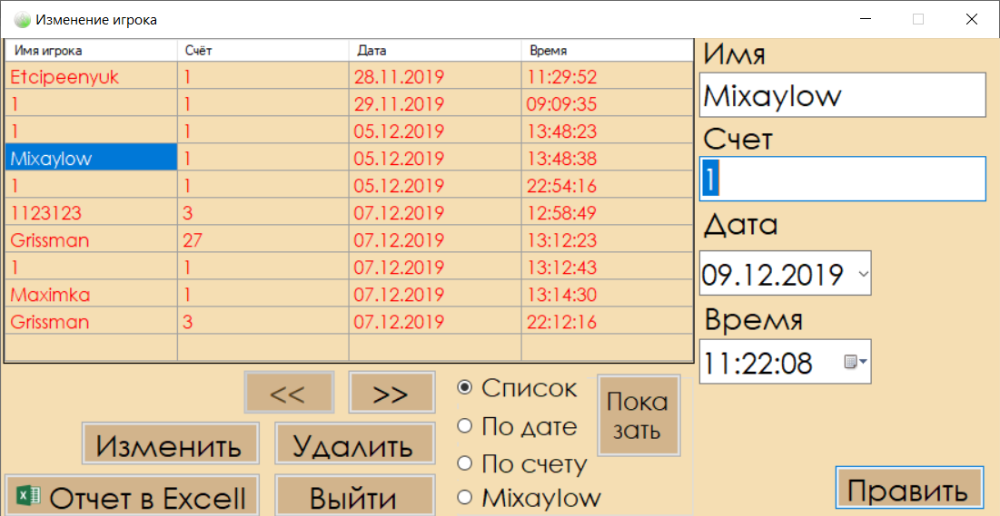 Изменение игрока
Имя игрока Счёт Дата Время
Etcipeenyuk 1 28.11.2019 11:29:52
1 1 29.11.2019 09:09:35
1 1 05.12.2019 13:48:23
Mixaylow 1 05.12.2019 13:48:38
1 1 05.12.2019 22:54:16
1123123 3 07.12.2019 12:58:49
Grissman 27 07.12.2019 13:12:23
1 1 07.12.2019 13:12:43
Maximka 1 07.12.2019 13:14:30
Grissman 3 07.12.2019 22:12:16
Имя
Mixaylow
Счет
1
Дата
09.12.2019
Время
11:22:08
<< >>
Изменить Удалить
Отчет в Excell Выйти
Список
По дате
По счету
Mixaylow
Пока
зать
Править